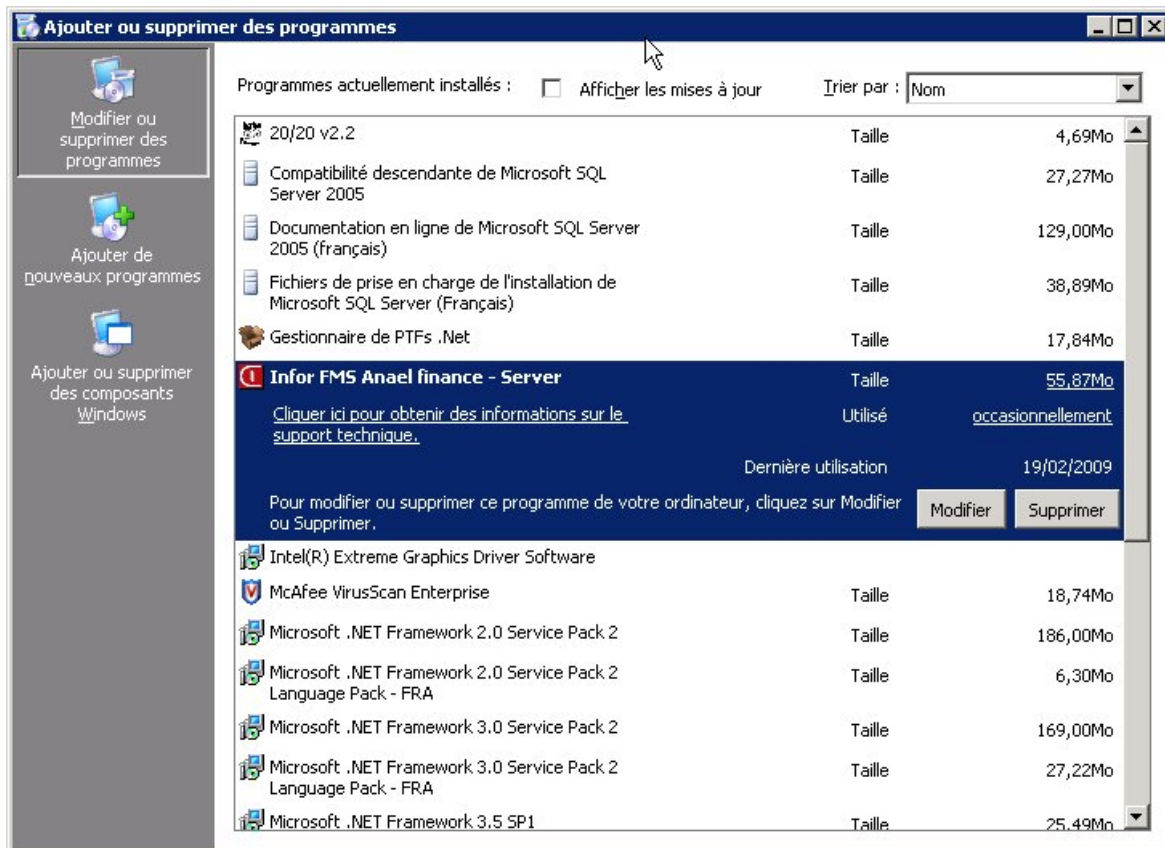 Ajouter ou supprimer des programmes
Modifier ou
supprimer des
programmes
Ajouter de
nouveaux programmes
Ajouter ou supprimer
des composants
Windows
Programmes actuellement installés : Afficher les mises à jour Trier par : Nom
20/20 v2.2 Taille 4,69Mo
Compatibilité descendante de Microsoft SQL Taille 27,27Mo
Server 2005
Documentation en ligne de Microsoft SQL Server Taille 129,00Mo
2005 (français)
Fichiers de prise en charge de l'installation de Taille 38,89Mo
Microsoft SQL Server (Français)
Gestionnaire de PTFs .Net Taille 17,84Mo
Infor FMS Anael finance - Server Taille 55,87Mo
Cliquer ici pour obtenir des informations sur le Utilisé occasionnellement
support technique.
Dernière utilisation 19/02/2009
Pour modifier ou supprimer ce programme de votre ordinateur, cliquez sur Modifier Modifier Supprimer
ou Supprimer.
Intel(R) Extreme Graphics Driver Software
McAfee VirusScan Enterprise Taille 18,74Mo
Microsoft .NET Framework 2.0 Service Pack 2 Taille 186,00Mo
Microsoft .NET Framework 2.0 Service Pack 2 Taille 6,30Mo
Language Pack - FRA
Microsoft .NET Framework 3.0 Service Pack 2 Taille 169,00Mo
Microsoft .NET Framework 3.0 Service Pack 2 Taille 27,22Mo
Language Pack - FRA
Microsoft .NET Framework 3.5 SP1 Taille 25,49Mo